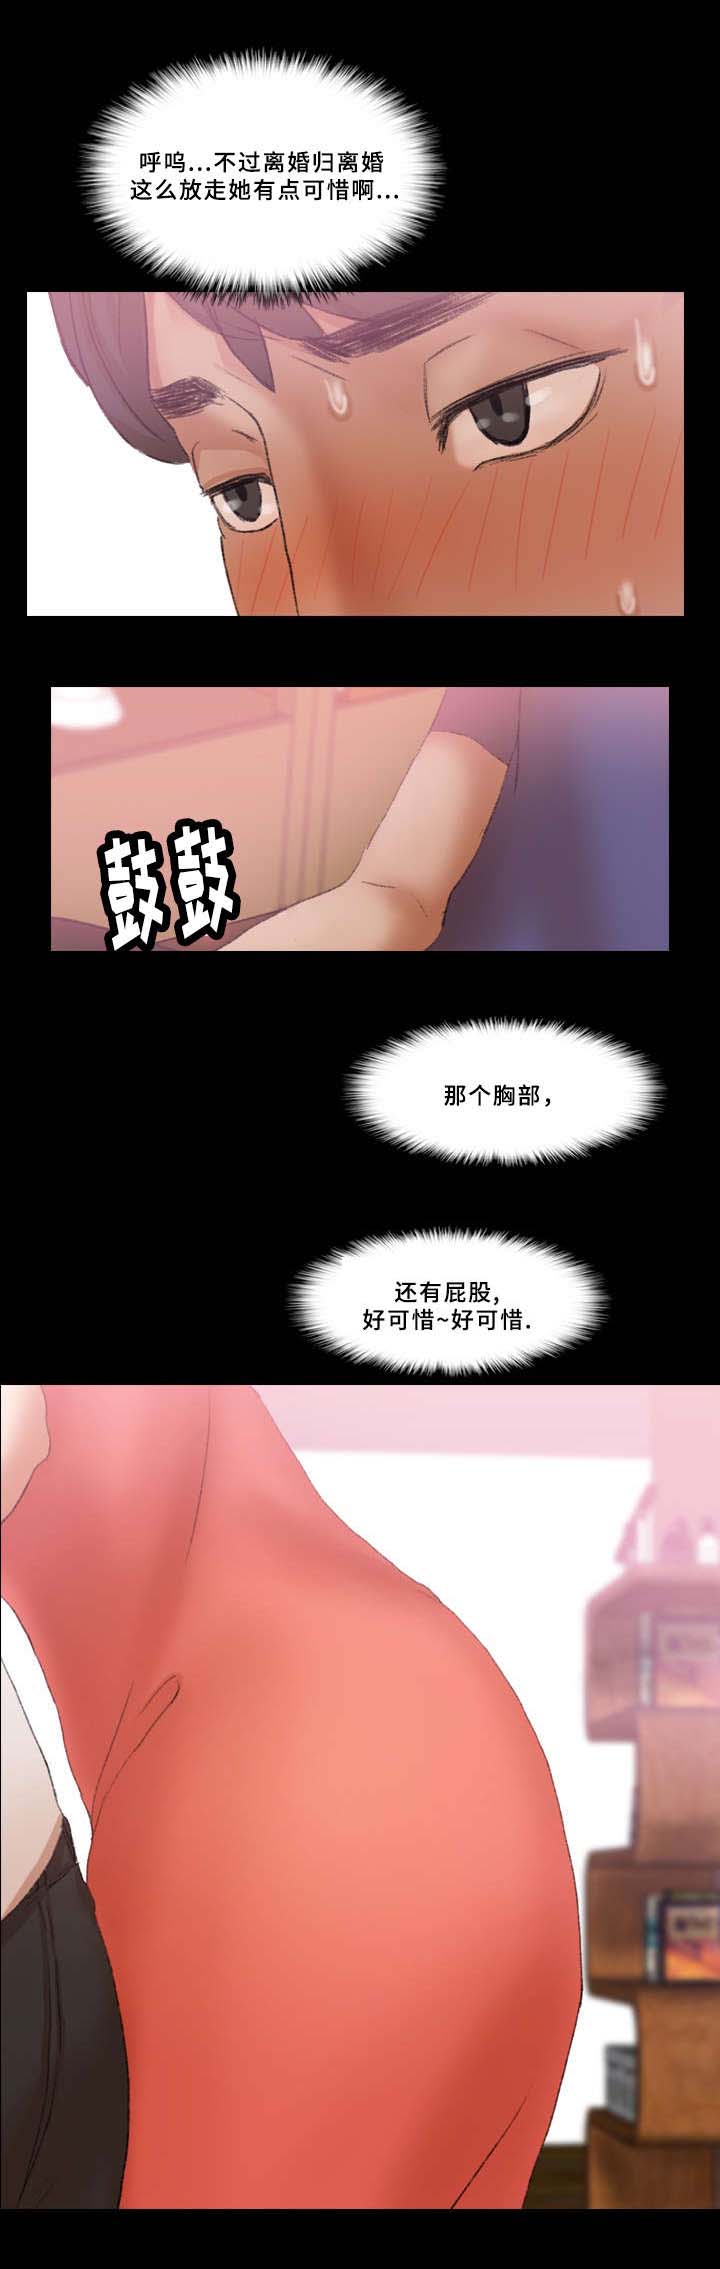 呼呜...不过离婚归离婚
这么放走她有点可惜啊...
鼓鼓
那个胸部,
还有屁股,
好可惜~好可惜.